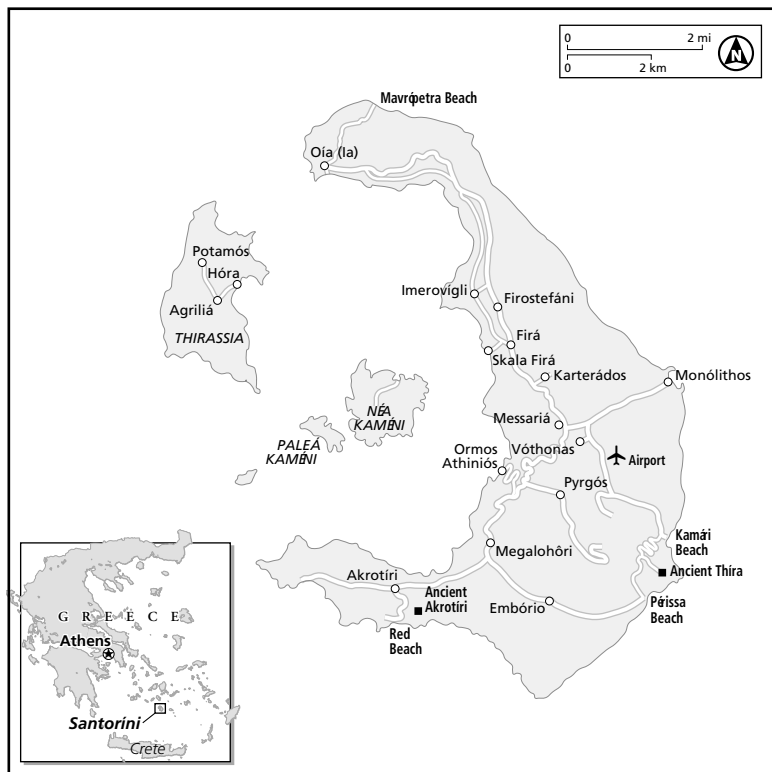 0 2 mi
0 2 km
N
Mavrópetra Beach
Oía (Ia)
Potamós
Hóra
Agriliá
THIRASSIA
Imerovígli
Firostefáni
Firá
Skala Firá
Karterádos
Monólithos
NÉA
KAMÉNI
PALEÁ
KAMÉNI
Messariá
Ormos
Athiniós
Vóthonas
Airport
Pyrgós
Kamári
Beach
Megalohôri
Ancient Thíra
Akrotíri
Ancient
Akrotíri
Embório
Périssa
Beach
Red
Beach
GREECE
Athens
Santoríni
Crete